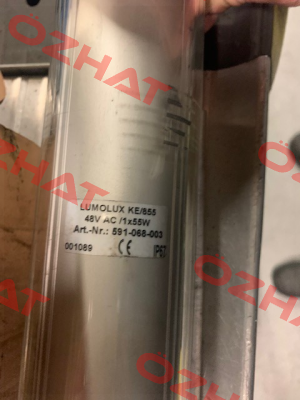 OZHAT
OZHAT
OZHAT
OZHAT
OZHAT
LUMOLUX KE/855
48V AC /1x55W
Art.-Nr.: 591-068-003
001089 CE IP67